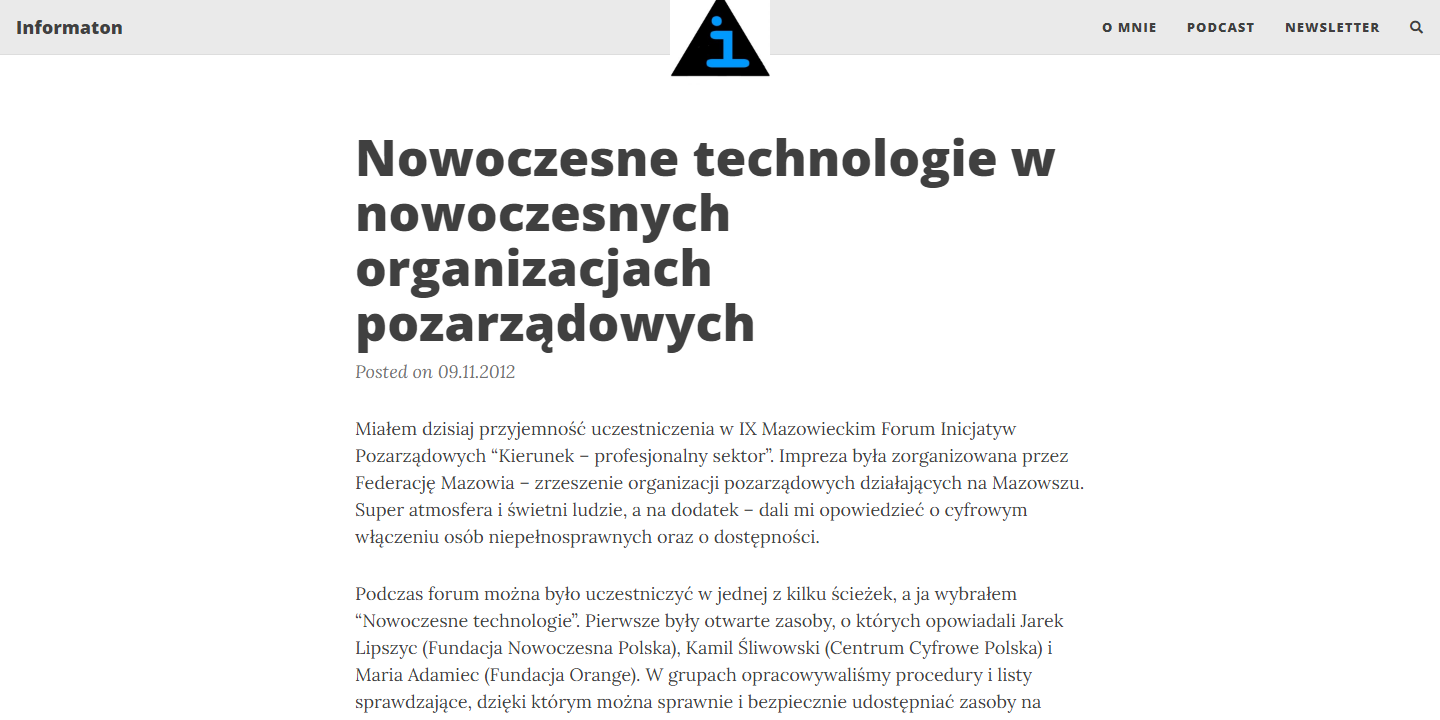 Informaton
i
O MNIE
PODCAST
NEWSLETTER
Nowoczesne technologie w
nowoczesnych
organizacjach
pozarządowych
Posted on 09.11.2012
Miałem dzisiaj przyjemność uczestniczenia w IX Mazowieckim Forum Inicjatyw
Pozarządowych “Kierunek – profesjonalny sektor”. Impreza była zorganizowana przez
Federację Mazowia – zrzeszenie organizacji pozarządowych działających na Mazowszu.
Super atmosfera i świetni ludzie, a na dodatek – dali mi opowiedzieć o cyfrowym
włączeniu osób niepełnosprawnych oraz o dostępności.
Podczas forum można było uczestniczyć w jednej z kilku ścieżek, a ja wybrałem
“Nowoczesne technologie”. Pierwsze były otwarte zasoby, o których opowiadali Jarek
Lipszyc (Fundacja Nowoczesna Polska), Kamil Śliwowski (Centrum Cyfrowe Polska) i
Maria Adamiec (Fundacja Orange). W grupach opracowywaliśmy procedury i listy
sprawdzające, dzięki którym można sprawnie i bezpiecznie udostępniać zasoby na